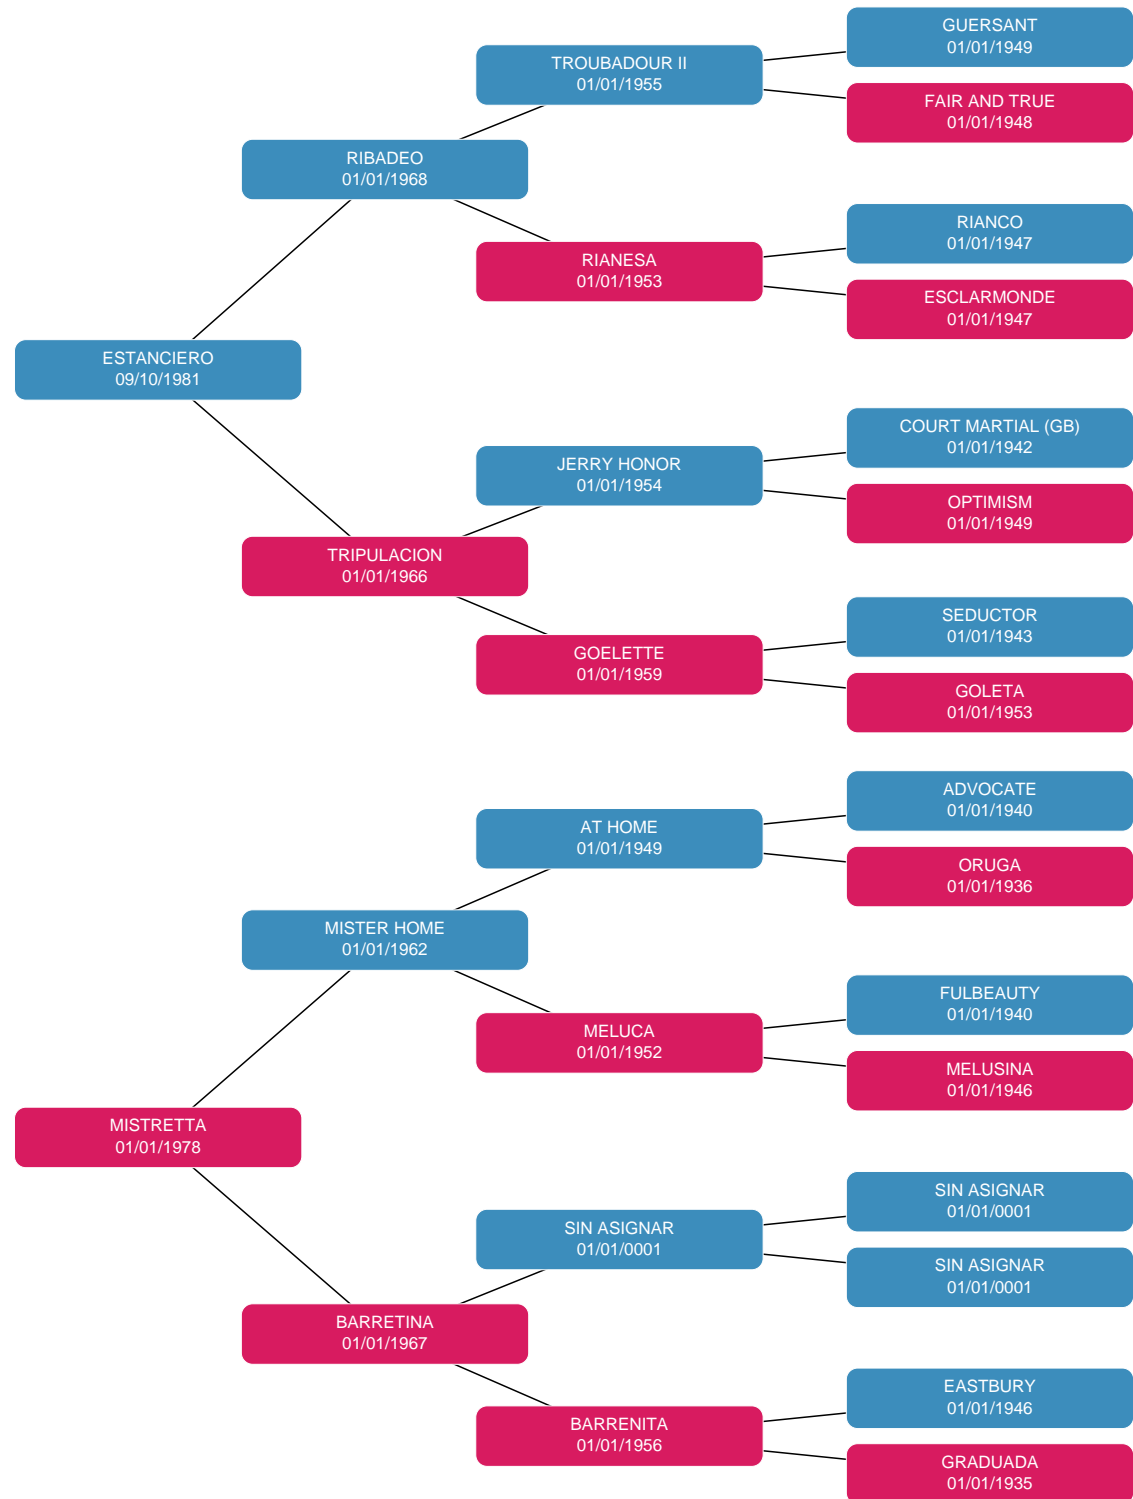 GUERSANT
01/01/1949
TROUBADOUR II
01/01/1955
FAIR AND TRUE
01/01/1948
RIBADEO
01/01/1968
RIANCO
01/01/1947
RIANESA
01/01/1953
ESCLARMONDE
01/01/1947
ESTANCIERO
09/10/1981
COURT MARTIAL (GB)
01/01/1942
JERRY HONOR
01/01/1954
OPTIMISM
01/01/1949
TRIPULACION
01/01/1966
SEDUCTOR
01/01/1943
GOELETTE
01/01/1959
GOLETA
01/01/1953
ADVOCATE
01/01/1940
AT HOME
01/01/1949
ORUGA
01/01/1936
MISTER HOME
01/01/1962
FULBEAUTY
01/01/1940
MELUCA
01/01/1952
MELUSINA
01/01/1946
MISTRETTA
01/01/1978
SIN ASIGNAR
01/01/0001
SIN ASIGNAR
01/01/0001
SIN ASIGNAR
01/01/0001
BARRETINA
01/01/1967
EASTBURY
01/01/1946
BARRENITA
01/01/1956
GRADUADA
01/01/1935